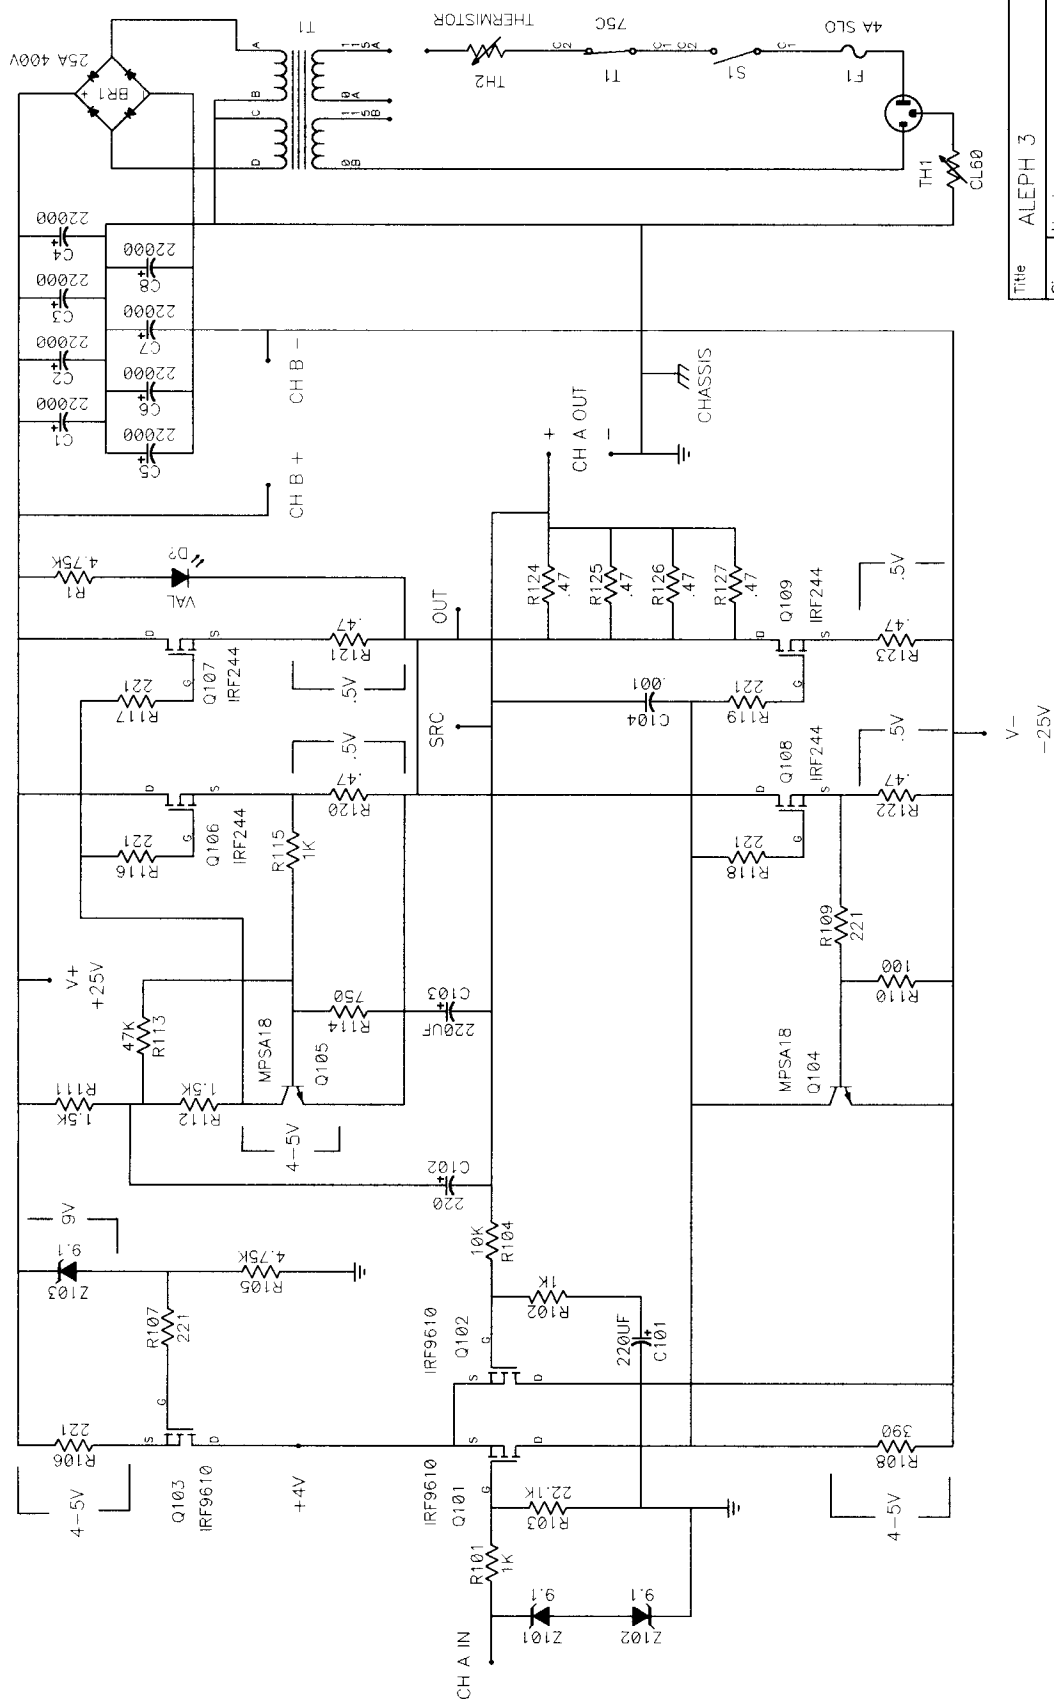 25A 400V
BR1
+
-
A
B
C
D
T1
115A
0A
115B
0B
THERMISTOR
TH2
C2
75C
T1
C1
C2
S1
C1
4A SLO
F1
TH1
CL60
Title
ALEPH 3
22000
C4
22000
C3
22000
C2
22000
C1
22000
C8
22000
C7
22000
C6
22000
C5
CH B -
CH B +
CHASSIS
+
CH A OUT
-
4.75K
R1
D?
VAL
OUT
SRC
R124
.47
R125
.47
R126
.47
R127
.47
D
S
G
Q107
IRF244
221
R117
.47
R121
.5V
D
S
G
Q106
IRF244
221
R116
.47
R120
.5V
R115
1K
.001
C104
221
R119
D
S
G
Q109
IRF244
.47
R123
.5V
221
R118
D
S
G
Q108
IRF244
.47
R122
.5V
V-
-25V
V+
+25V
47K
R113
R111
1.5K
1.5K
R112
4-5V
MPSA18
Q105
750
R114
C103
220UF
C102
220
R109
221
100
R110
MPSA18
Q104
9V
9.1
Z103
4.75K
R105
R107
221
221
R106
4-5V
S
G
D
Q103
IRF9610
+4V
10K
R104
IRF9610
Q102
G
S
D
1K
R102
220UF
C101
IRF9610
Q101
S
G
D
R101
1K
22.1K
R103
390
R108
4-5V
9.1
Z101
9.1
Z102
CH A IN